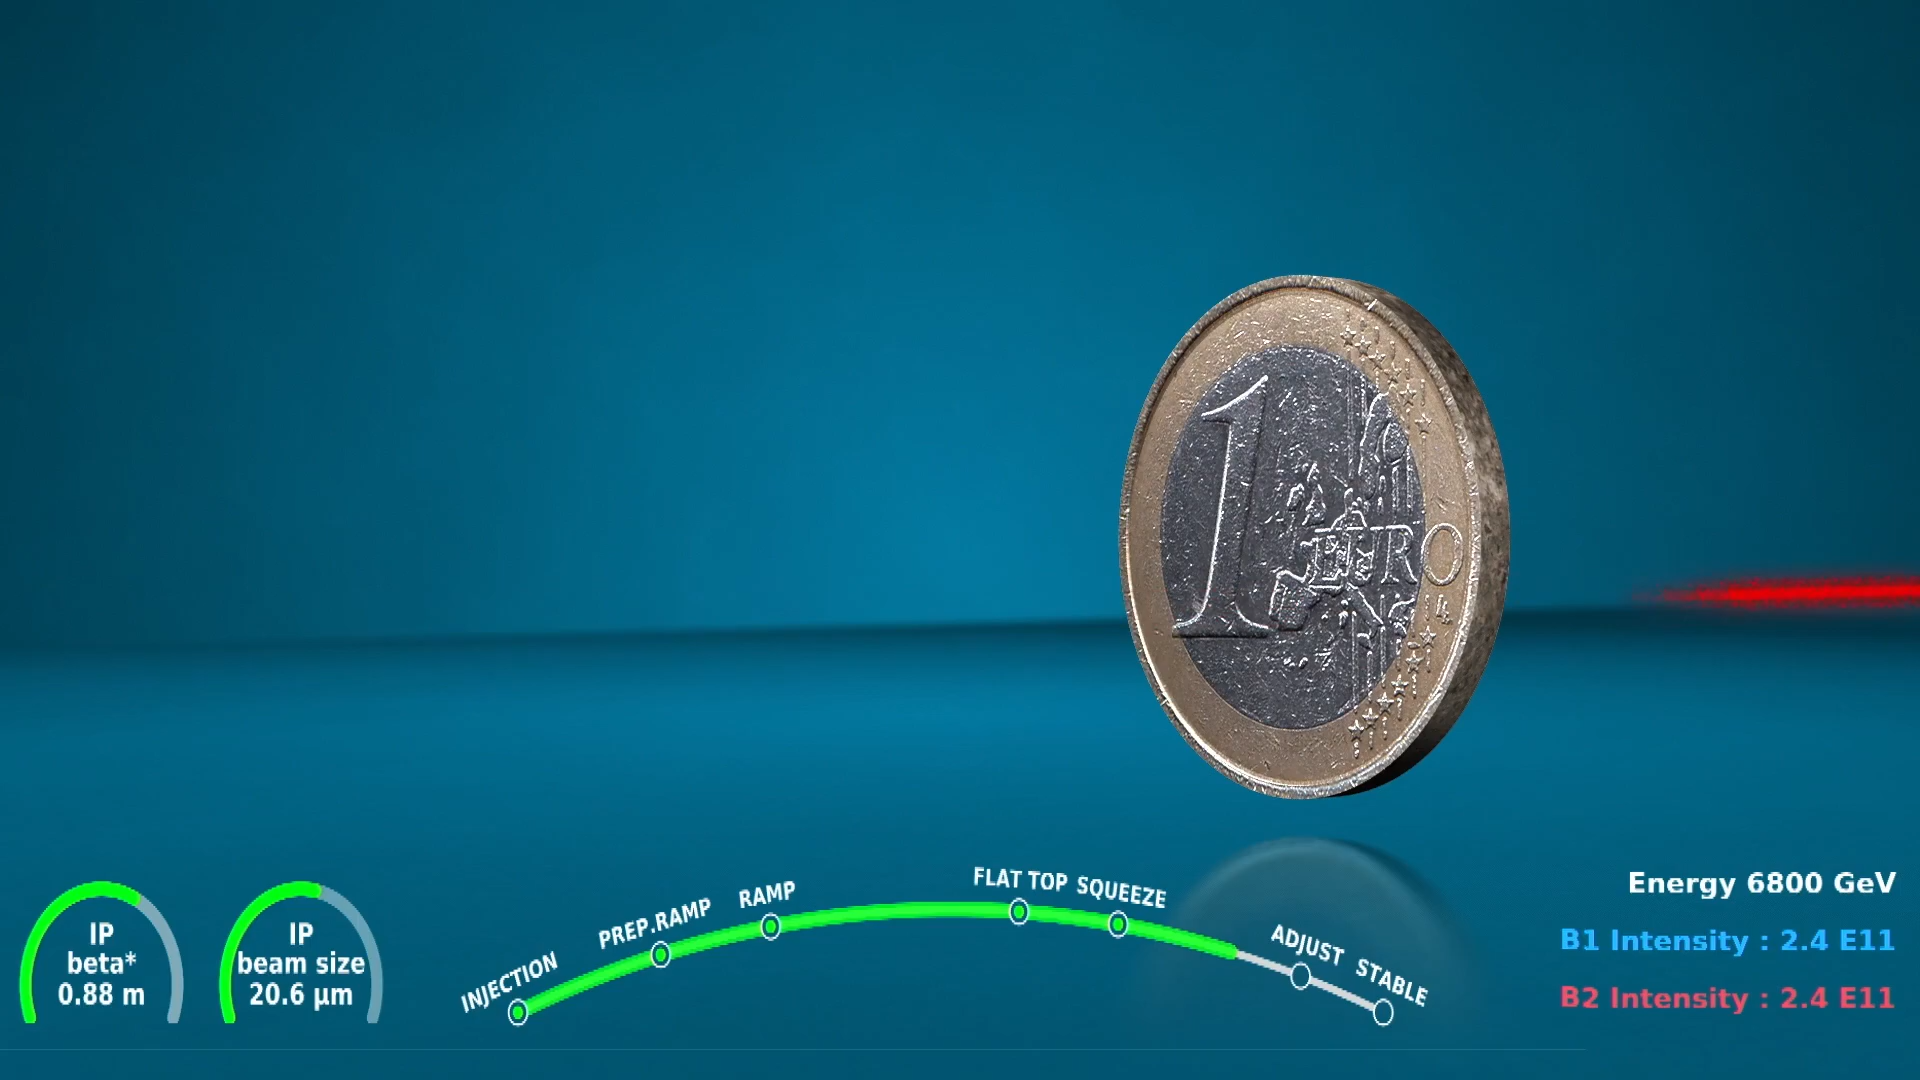 1
EURO
IP
beta*
0.88 m
IP
beam size
20.6 µm
INJECTION
PREP.RAMP
RAMP
FLAT TOP
SQUEEZE
ADJUST
STABLE
Energy 6800 GeV
B1 Intensity : 2.4 E11
B2 Intensity : 2.4 E11